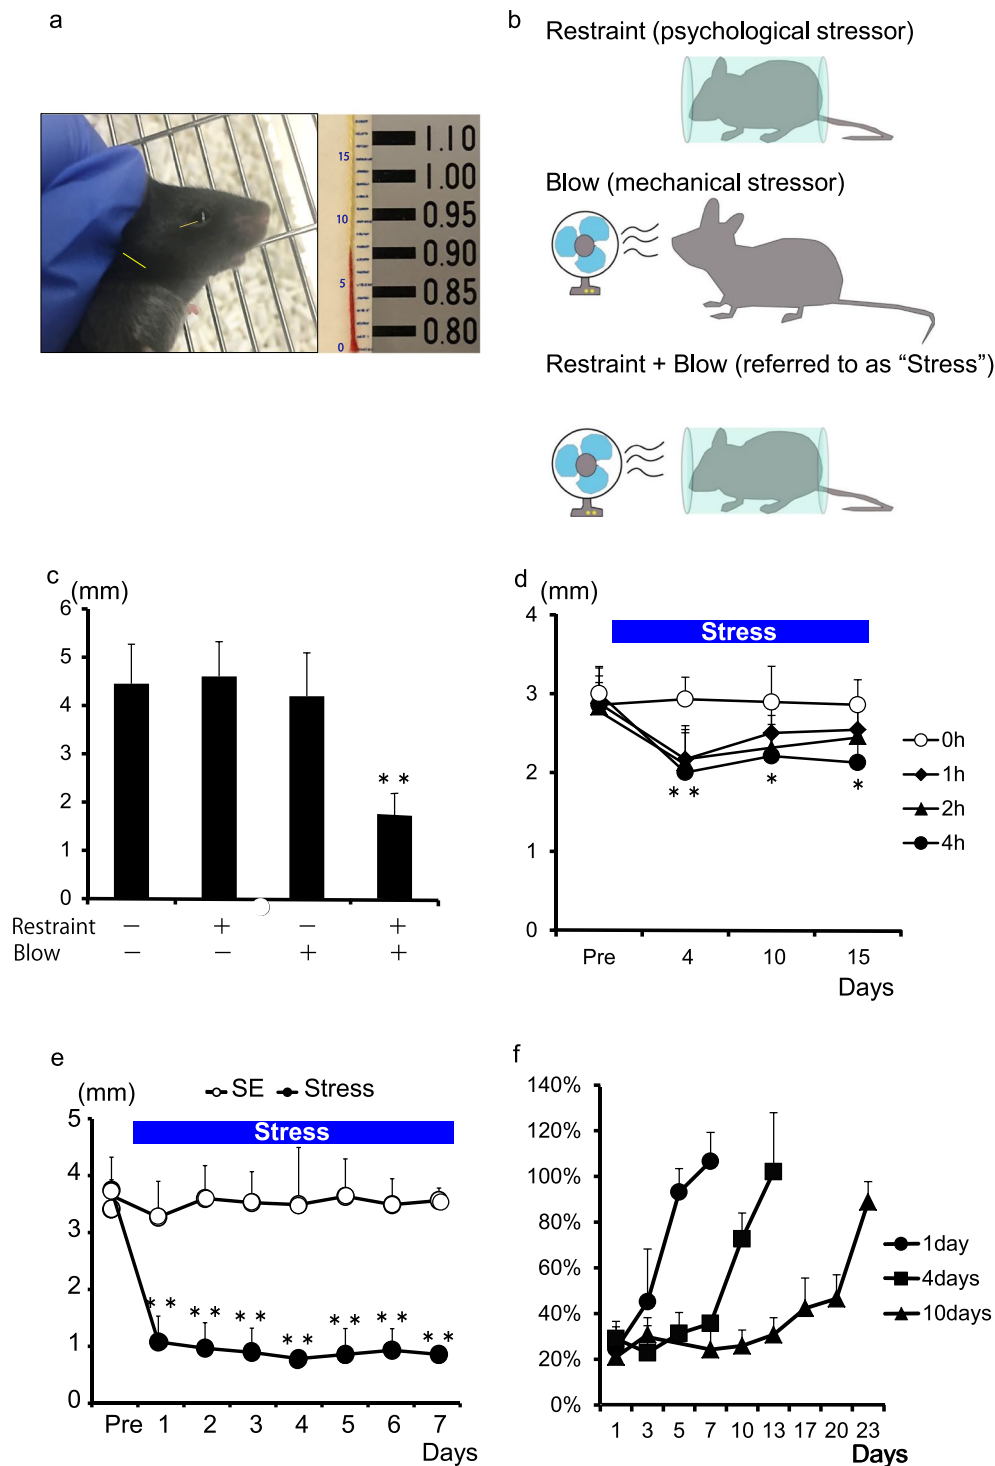 a
15
10
5
0
1.10
1.00
0.95
0.90
0.85
0.80
b
Restraint (psychological stressor)
Blow (mechanical stressor)
Restraint + Blow (referred to as “Stress”)
c
(mm)
6
5
4
3
2
1
0
* *
Restraint − + − +
Blow − − + +
d
(mm)
4
3
2
1
0
Stress
* *
*
*
0h
1h
2h
4h
Pre 4 10 15
Days
e
(mm)
SE Stress
5
4
3
2
1
0
Stress
* * * * * * * * * * * * * *
Pre 1 2 3 4 5 6 7
Days
f
140%
120%
100%
80%
60%
40%
20%
0%
1day
4days
10days
1 3 5 7 10 13 17 20 23
Days